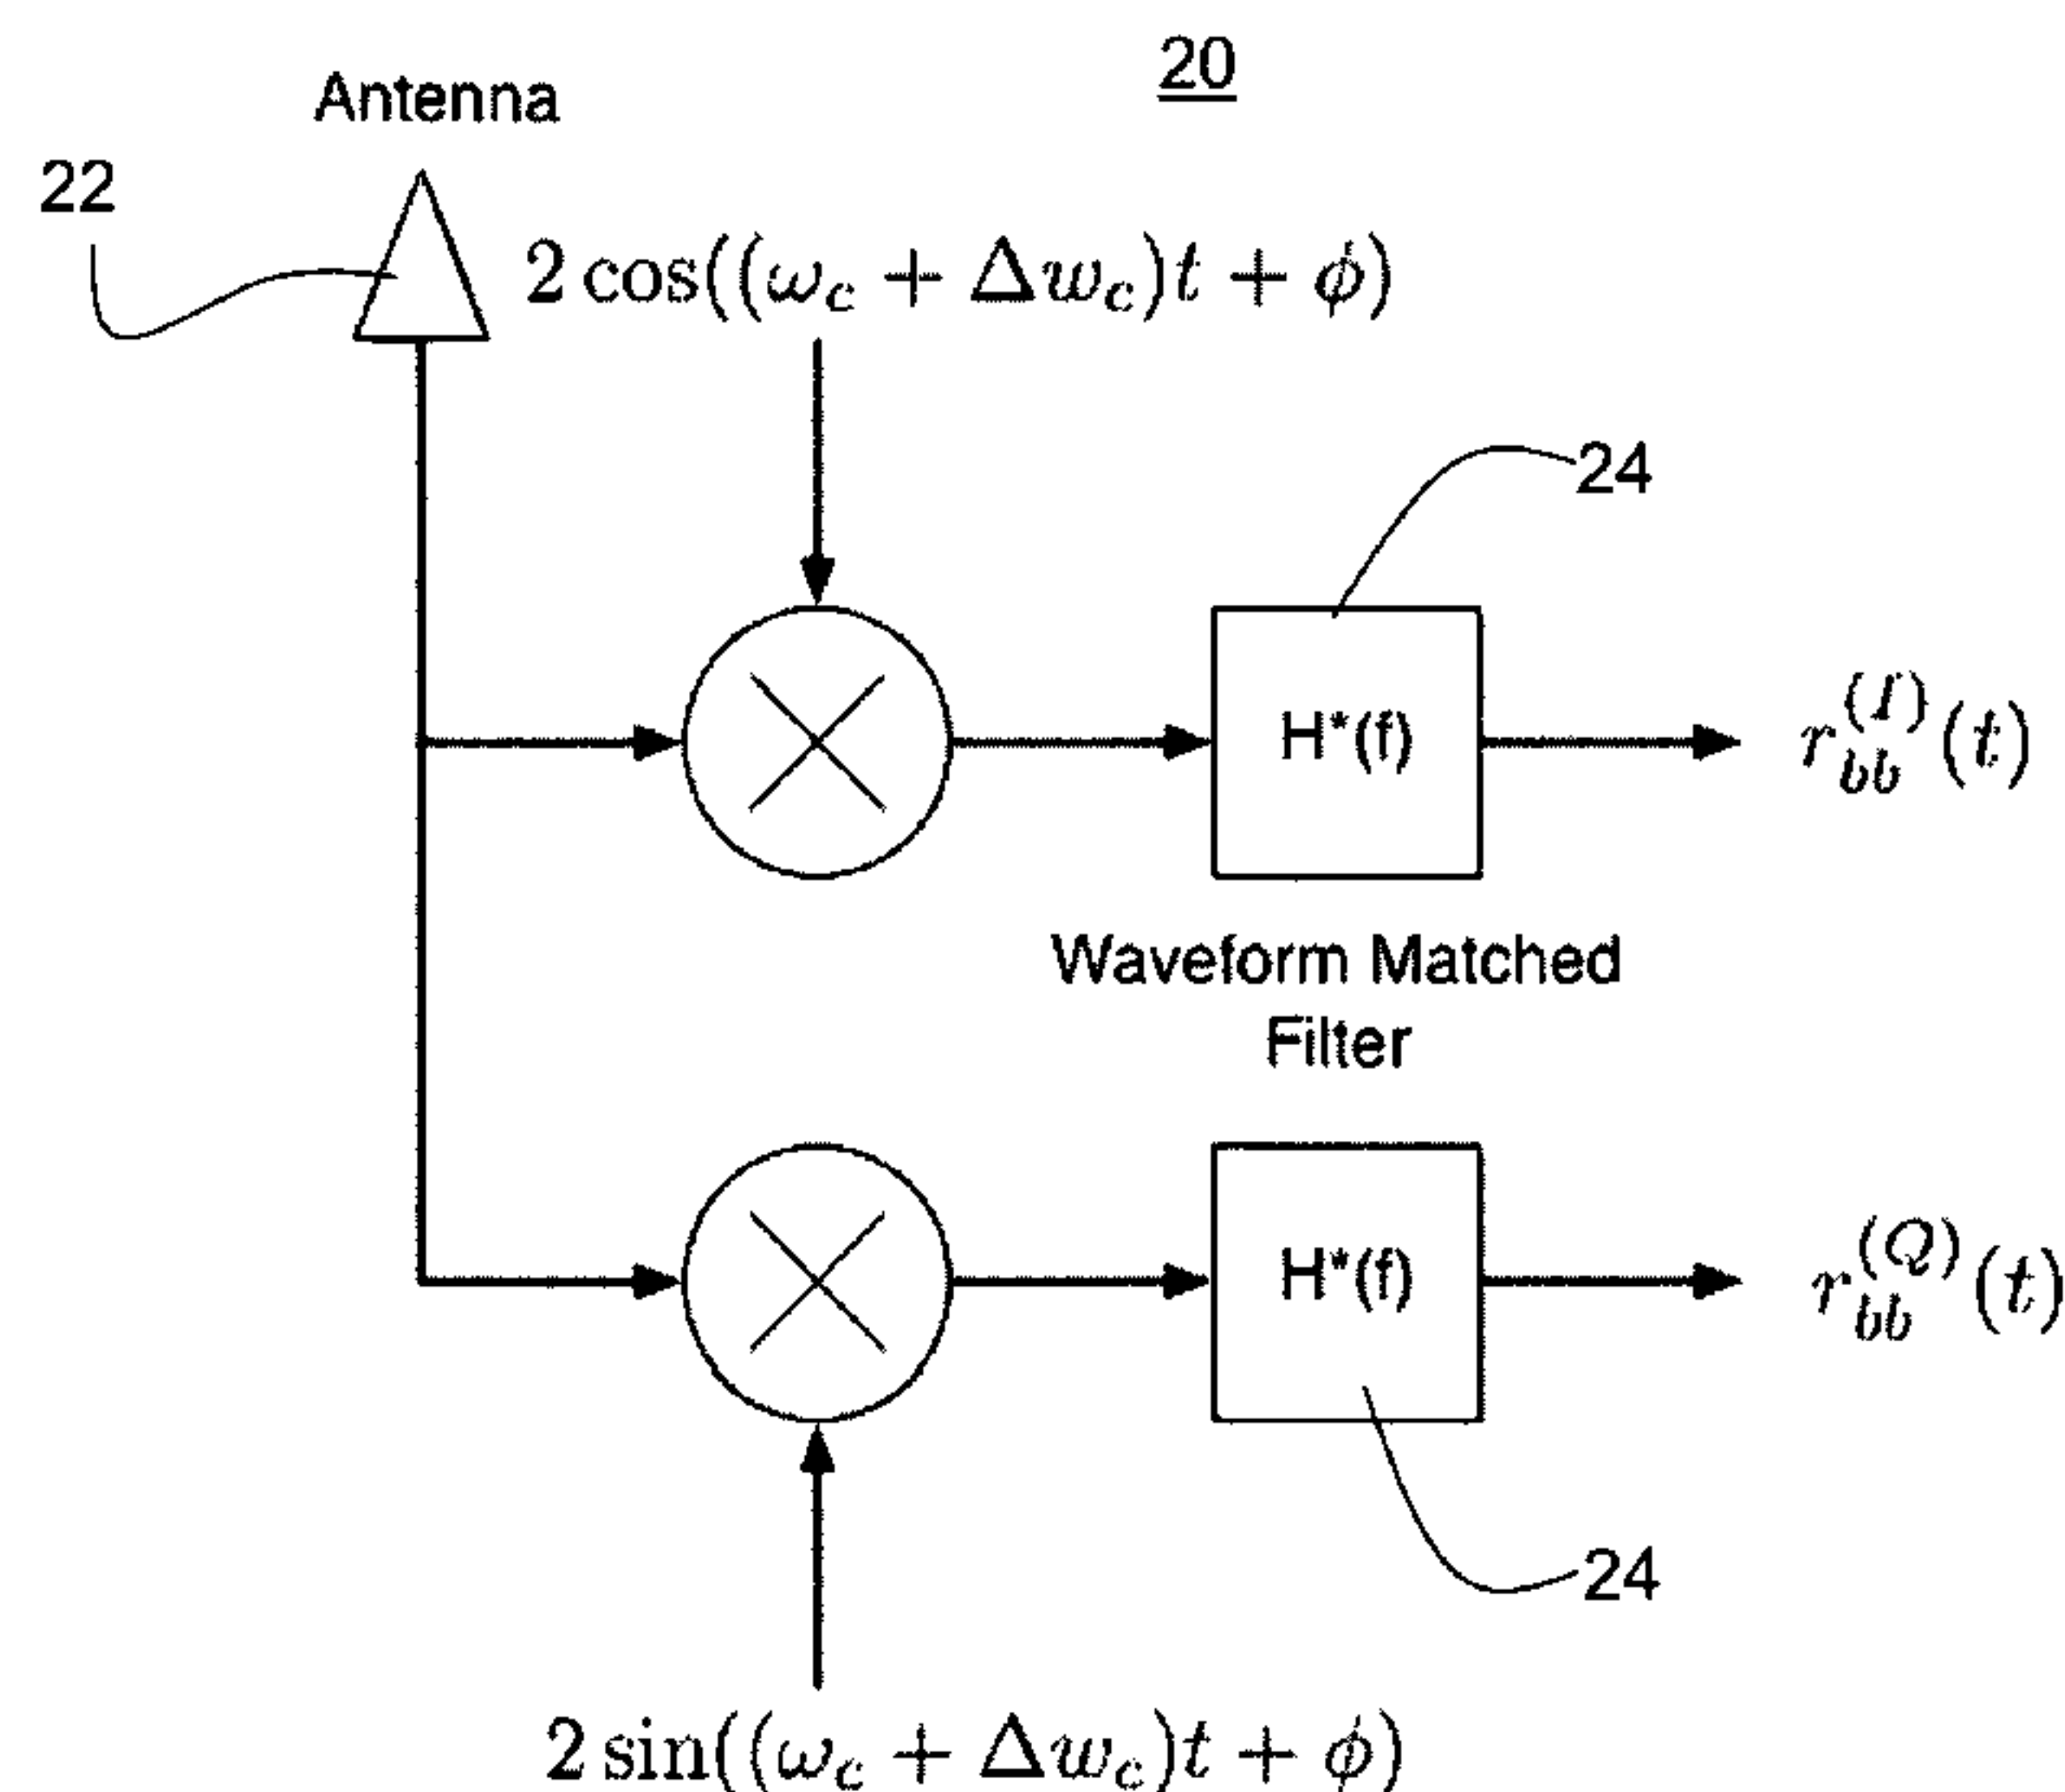 20
Antenna
22
2 cos((ω_c + Δw_c)t + ϕ)
24
H*(f)
r_bb^(I)(t)
Waveform Matched
Filter
H*(f)
r_bb^(Q)(t)
24
2 sin((ω_c + Δw_c)t + ϕ)